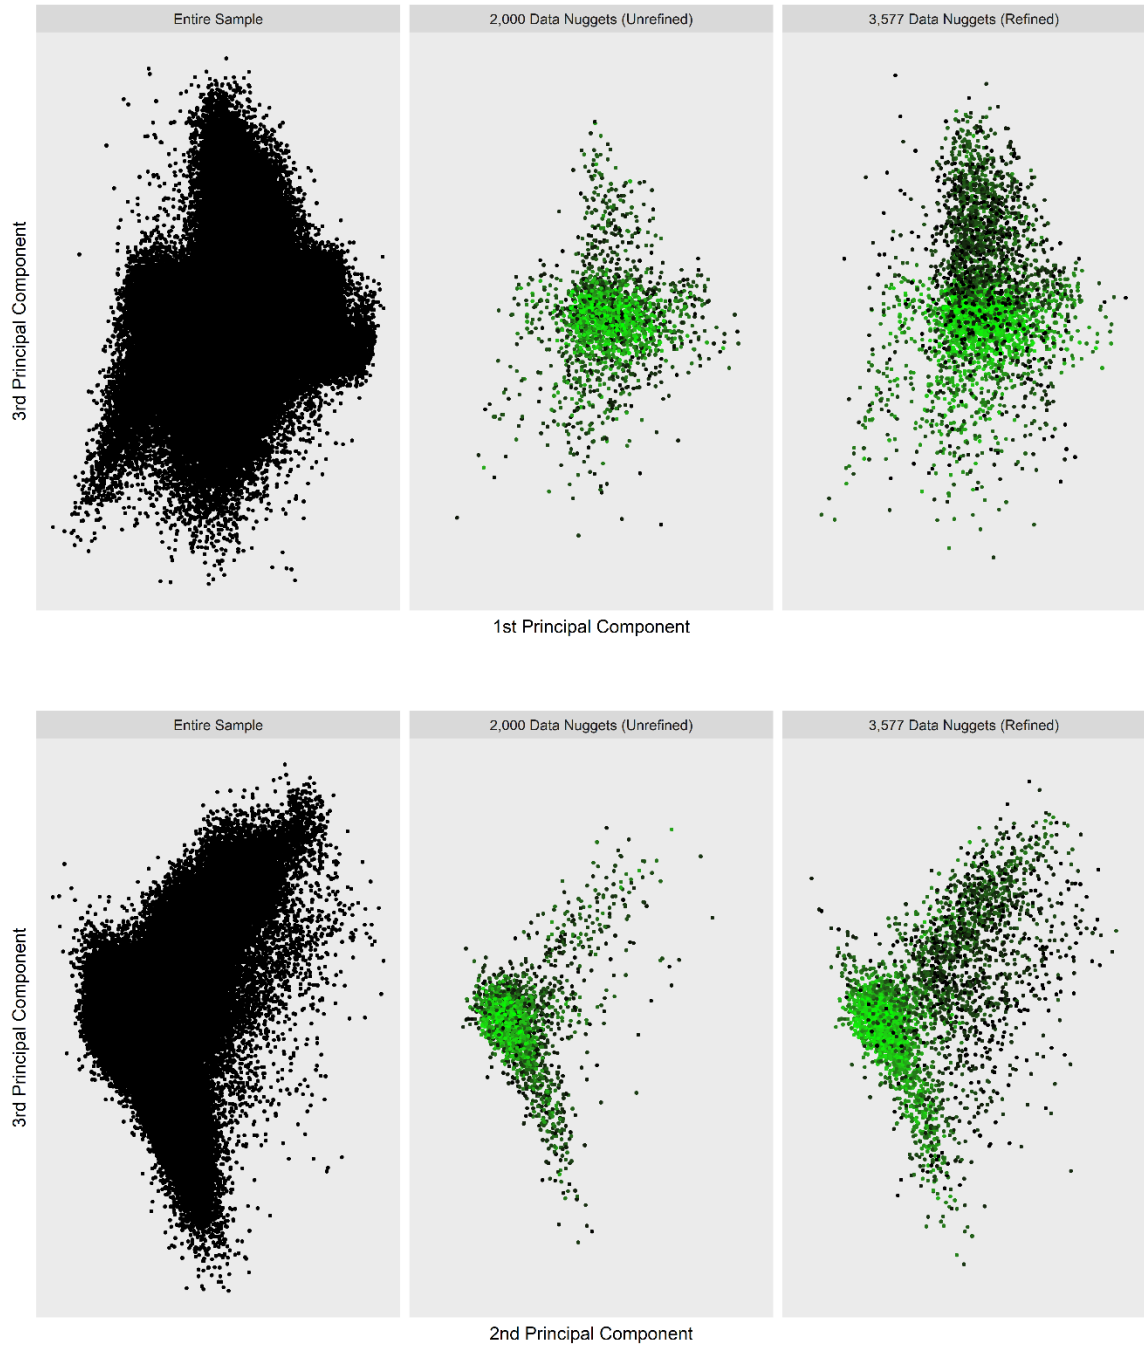 Entire Sample
2,000 Data Nuggets (Unrefined)
3,577 Data Nuggets (Refined)
3rd Principal Component
1st Principal Component
Entire Sample
2,000 Data Nuggets (Unrefined)
3,577 Data Nuggets (Refined)
3rd Principal Component
2nd Principal Component